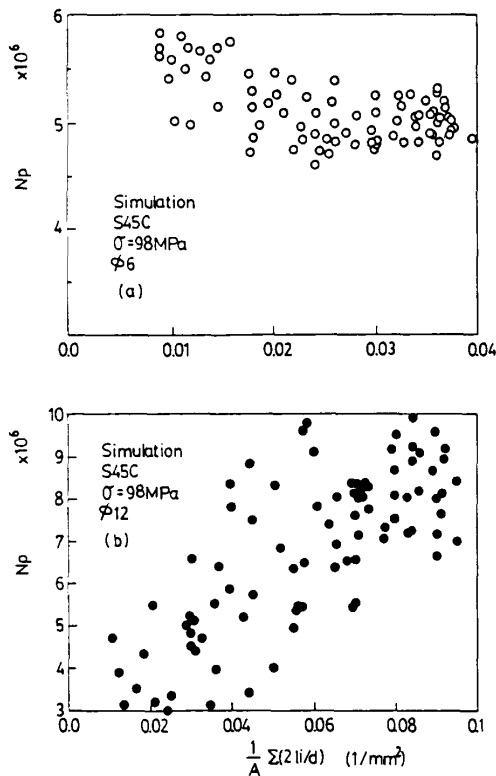 x10⁶
6
5
4
Np
Simulation
S45C
σ=98MPa
φ6
(a)
0.0 0.01 0.02 0.03 0.04
x10⁶
10
9
8
7
6
5
4
3
Np
Simulation
S45C
σ=98MPa
φ12
(b)
0.0 0.02 0.04 0.06 0.08 0.1
1/A Σ(2li/d) (1/mm²)